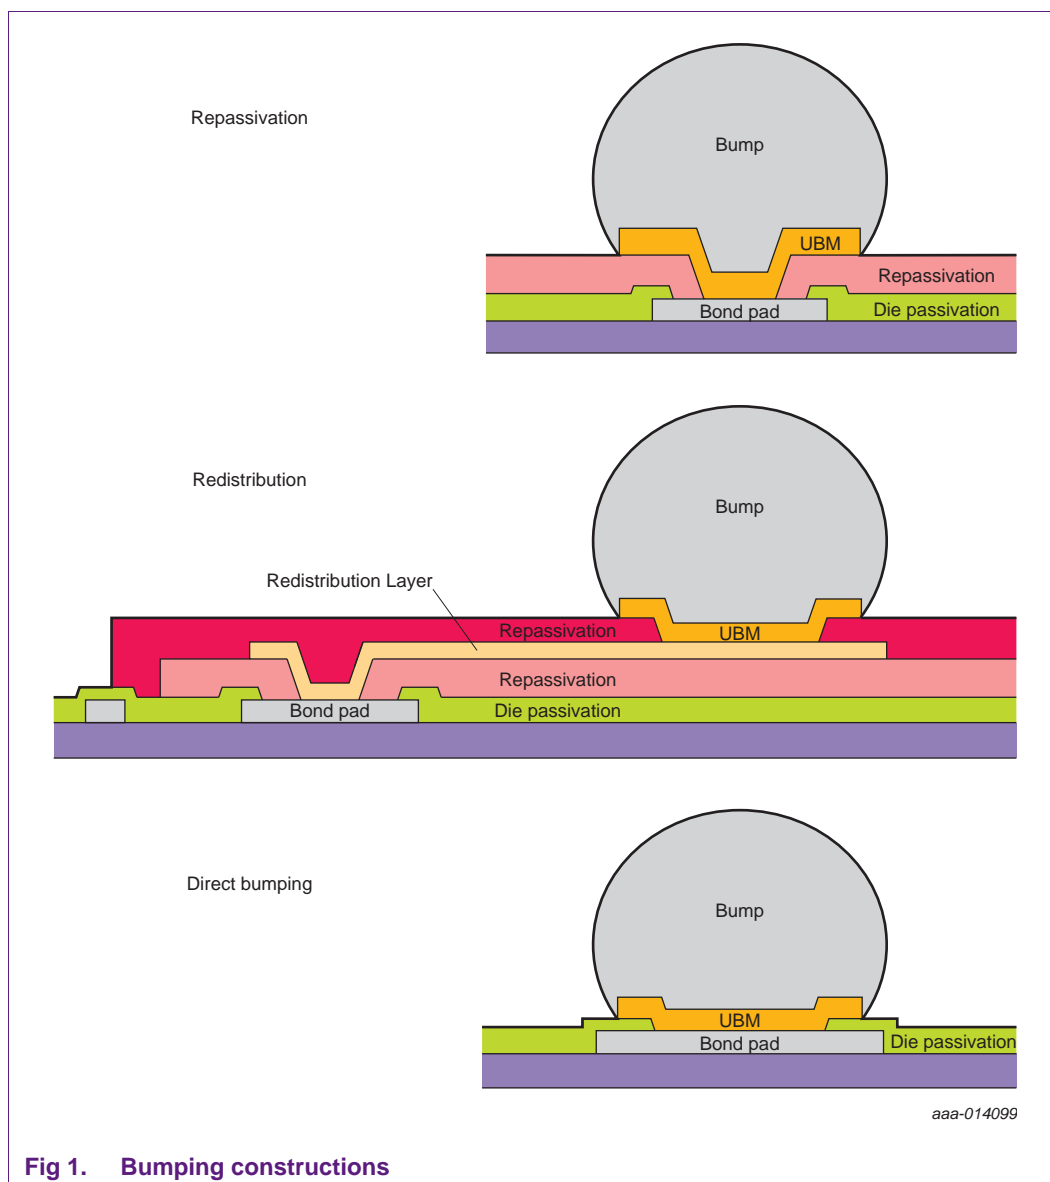 Repassivation
Bump
UBM
Repassivation
Bond pad
Die passivation
Redistribution
Bump
Redistribution Layer
Repassivation
UBM
Repassivation
Bond pad
Die passivation
Direct bumping
Bump
UBM
Bond pad
Die passivation
aaa-014099
Fig 1. Bumping constructions